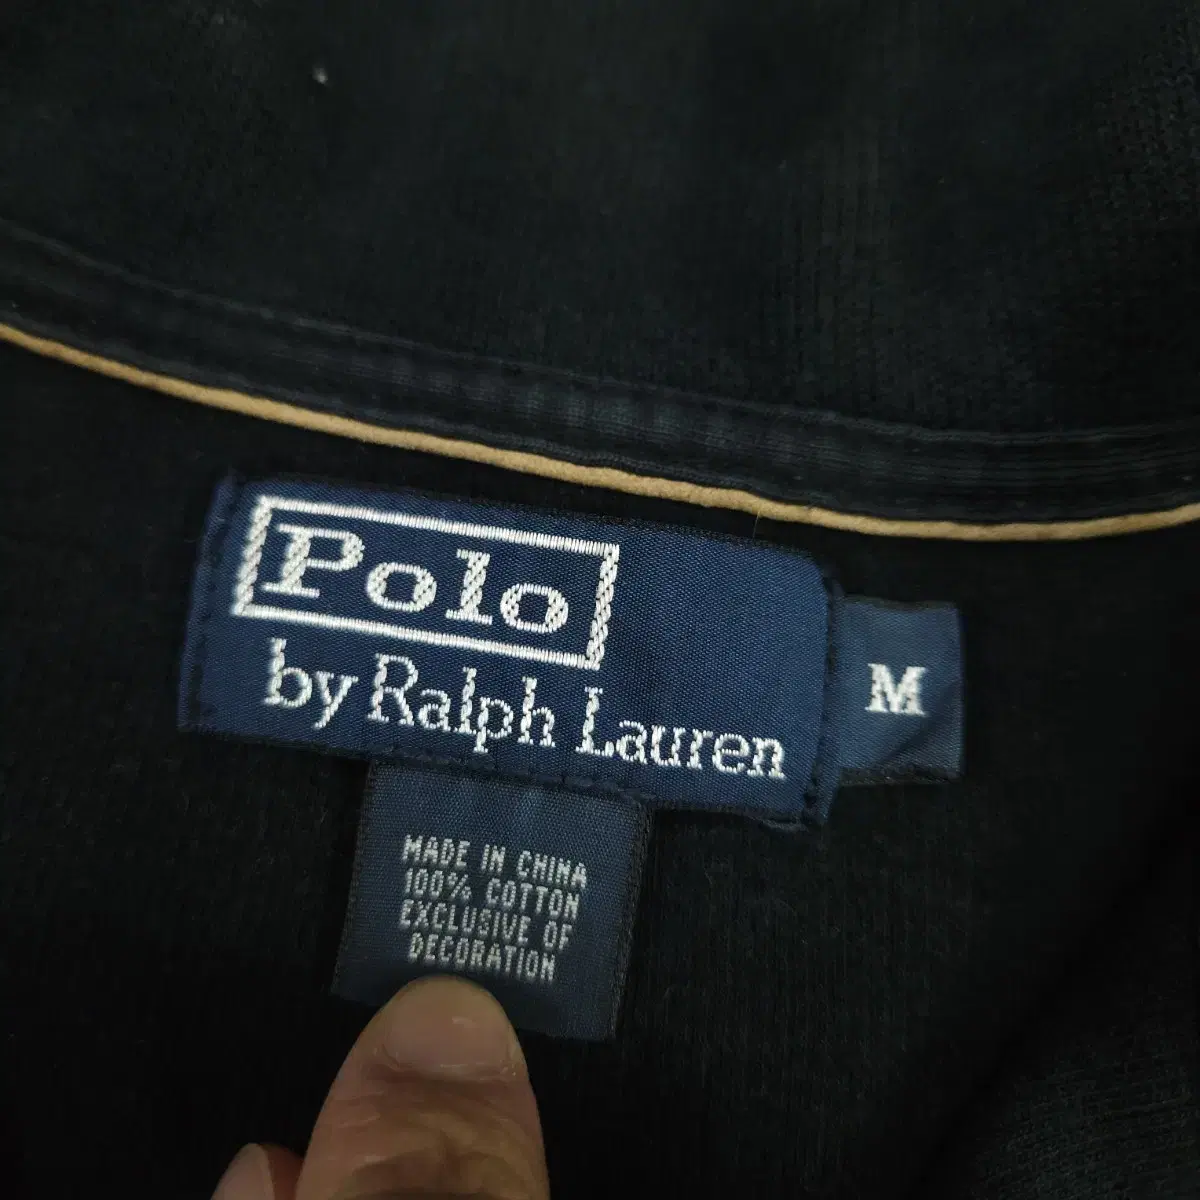 Polo
by Ralph Lauren
M
MADE IN CHINA
100% COTTON
EXCLUSIVE OF
DECORATION